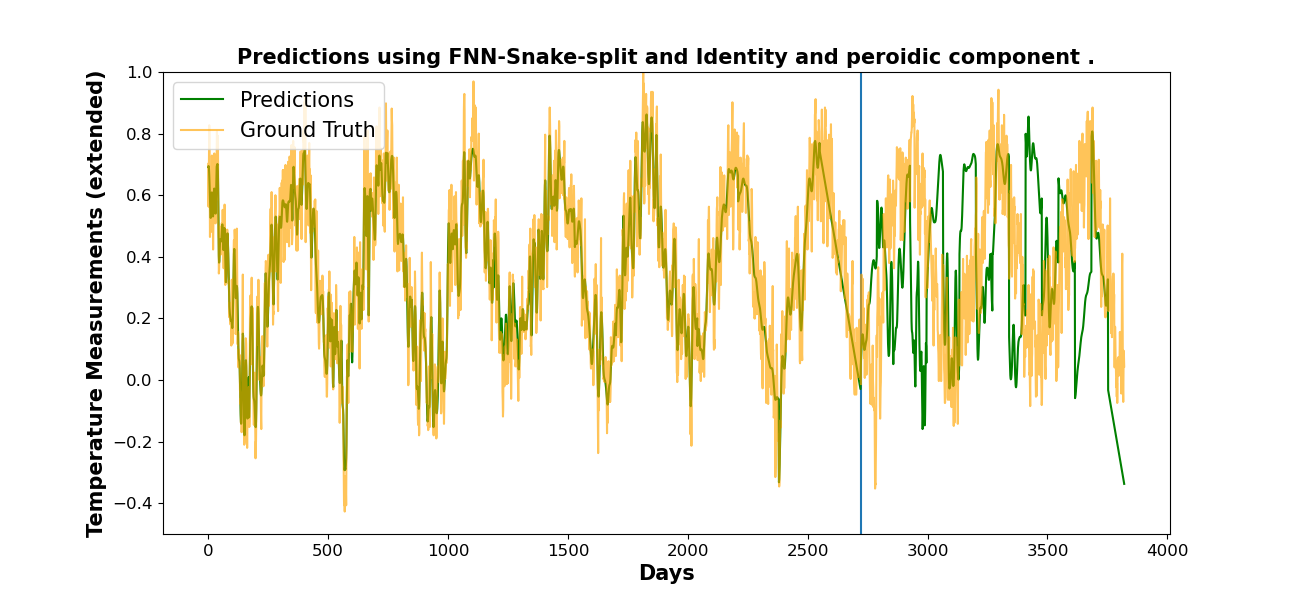 Predictions using FNN-Snake-split and Identity and peroidic component .
Temperature Measurements (extended)
1.0
0.8
0.6
0.4
0.2
0.0
−0.2
−0.4
Predictions
Ground Truth
0 500 1000 1500 2000 2500 3000 3500 4000
Days